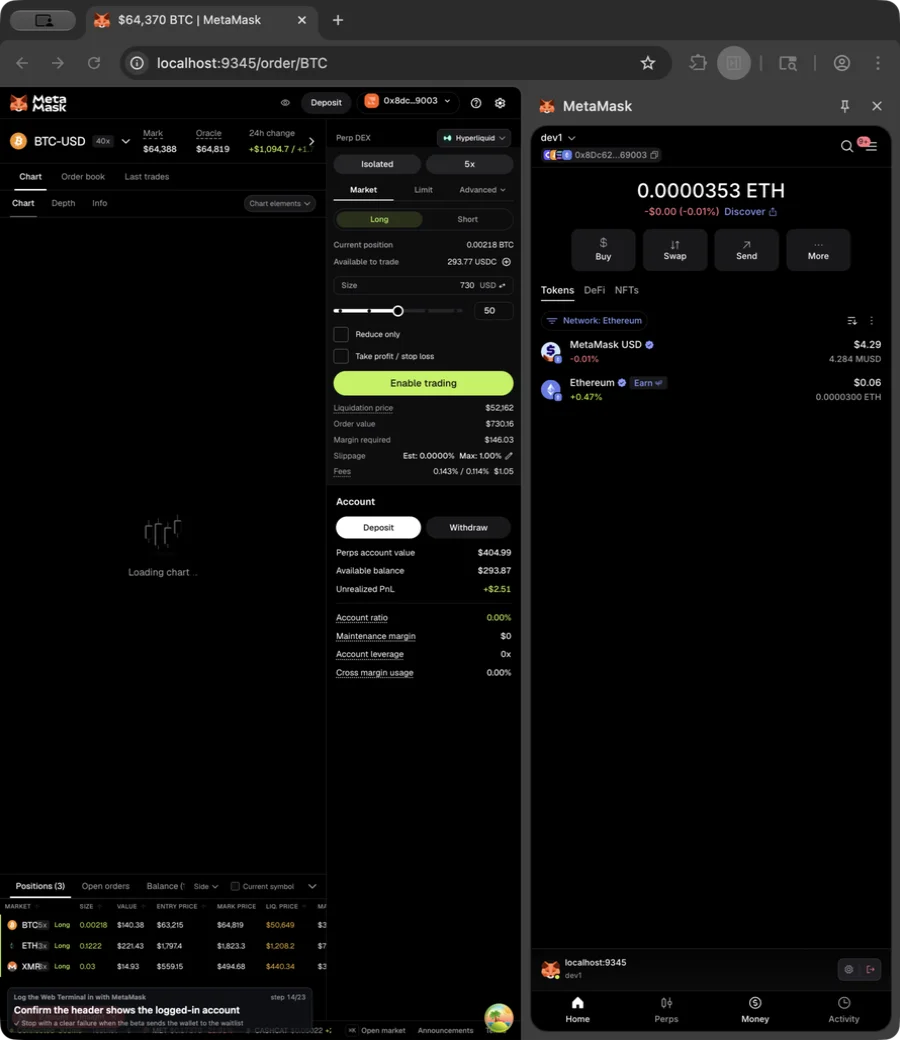 $64,370 BTC | MetaMask
localhost:9345/order/BTC
Meta Mask
Deposit
0x8dc...9003
BTC-USD
40x
Mark
$64,388
Oracle
$64,819
24h change
+$1,094.7 / +1.
Chart
Order book
Last trades
Chart
Depth
Info
Chart elements
Loading chart
Perp DEX
Hyperliquid
Isolated
5x
Market
Limit
Advanced
Long
Short
Current position
0.00218 BTC
Available to trade
293.77 USDC
Size
730 USD
50
Reduce only
Take profit / stop loss
Enable trading
Liquidation price
$52,162
Order value
$730.16
Margin required
$146.03
Slippage
Est: 0.0000% Max: 1.00%
Fees
0.143% / 0.114% $1.05
Account
Deposit
Withdraw
Perps account value
$404.99
Available balance
$293.87
Unrealized PnL
+$2.51
Account ratio
0.00%
Maintenance margin
$0
Account leverage
0x
Cross margin usage
0.00%
Positions (3)
Open orders
Balance (
Side
Current symbol
MARKET SIZE VALUE ENTRY PRICE MARK PRICE LIQ. PRICE MA
BTC 5x Long 0.00218 $140.38 $63,215 $64,819 $50,649 $3
ETH 3x Long 0.1222 $221.43 $1,797.4 $1,823.3 $1,208.2 $7
XMR Long 0.03 $14.93 $559.15 $494.68 $440.34 $3
Log the Web Terminal in with MetaMask
step 14/23
Confirm the header shows the logged-in account
✓ Stop with a clear failure when the beta sends the wallet to the waitlist
Open market
Announcements
MetaMask
dev1
0x8Dc62...69003
9+
0.0000353 ETH
-$0.00 (-0.01%) Discover
Buy
Swap
Send
More
Tokens
DeFi
NFTs
Network: Ethereum
MetaMask USD
$4.29
-0.01%
4.284 MUSD
Ethereum
Earn
$0.06
+0.47%
0.0000300 ETH
localhost:9345
dev1
Home
Perps
Money
Activity